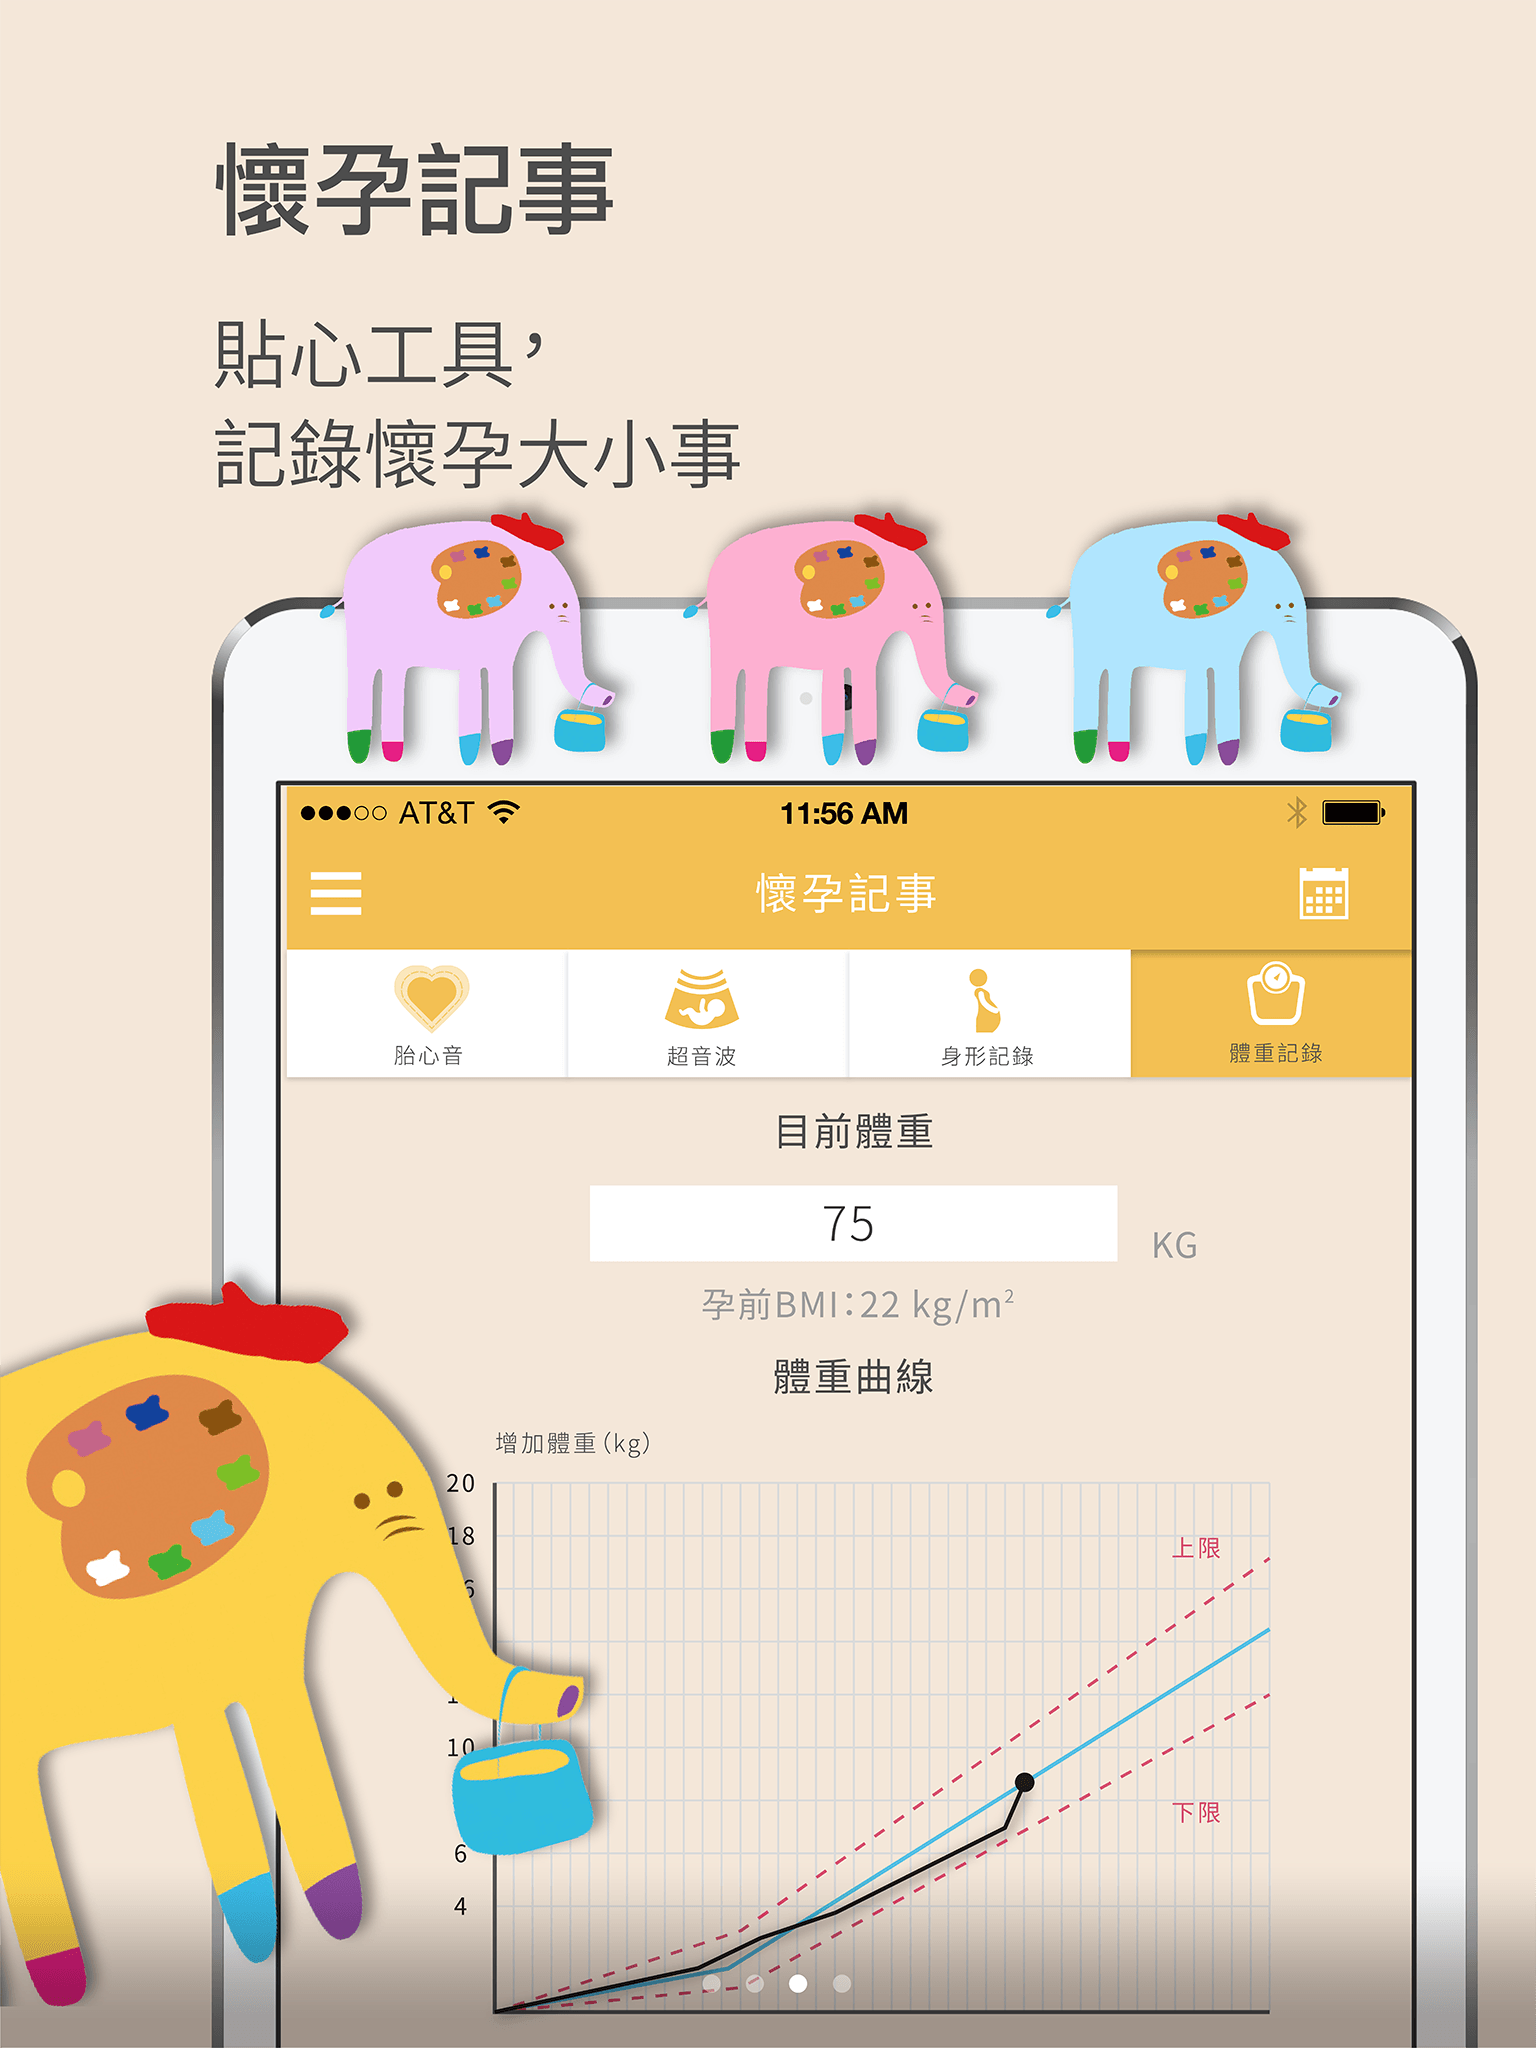 懷孕記事
貼心工具，
記錄懷孕大小事
AT&T 11:56 AM
懷孕記事
胎心音 超音波 身形記錄 體重記錄
目前體重
75 KG
孕前BMI：22 kg/m²
體重曲線
增加體重(kg)
20
18
上限
10
下限
6
4